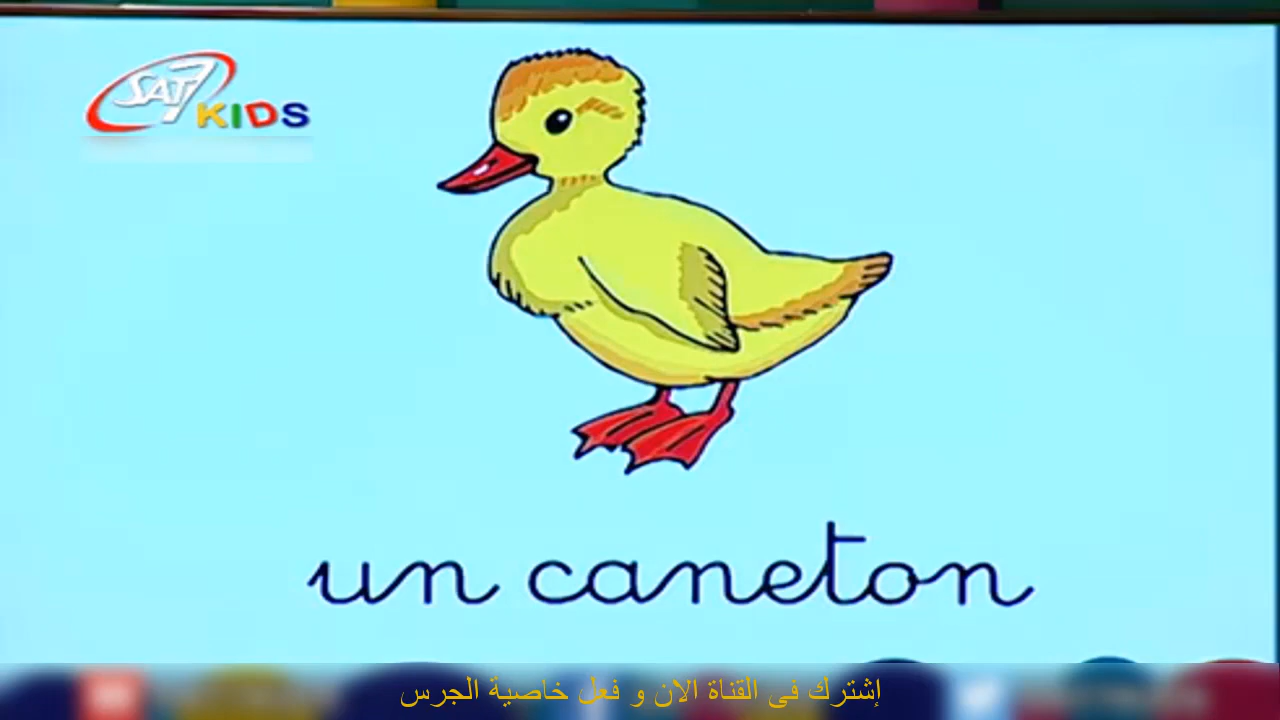 SAT7
KIDS
un caneton
إشترك فى القناة الان و فعل خاصية الجرس